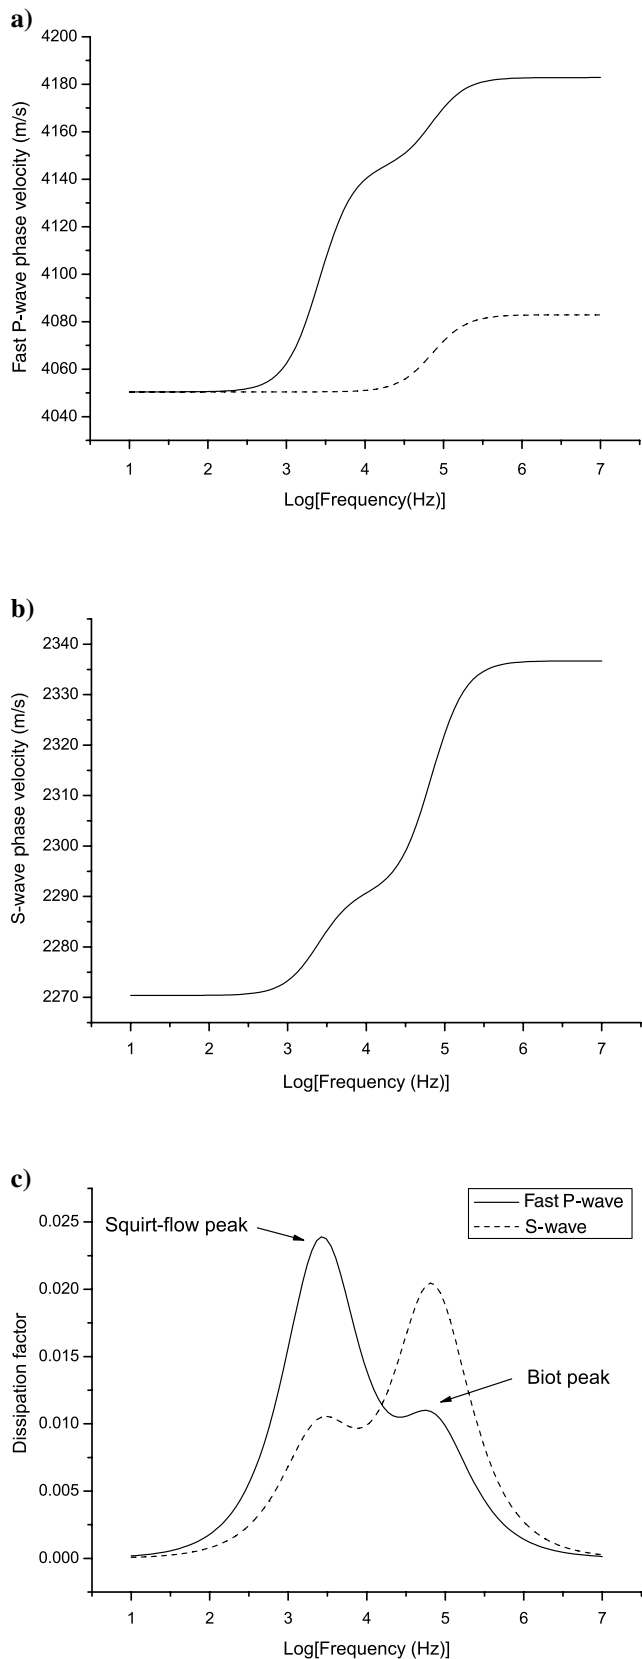 a)
4200
4180
4160
4140
4120
4100
4080
4060
4040
Fast P-wave phase velocity (m/s)
1 2 3 4 5 6 7
Log[Frequency(Hz)]
b)
2340
2330
2320
2310
2300
2290
2280
2270
S-wave phase velocity (m/s)
1 2 3 4 5 6 7
Log[Frequency (Hz)]
c)
Fast P-wave
S-wave
Squirt-flow peak
Biot peak
0.025
0.020
0.015
0.010
0.005
0.000
Dissipation factor
1 2 3 4 5 6 7
Log[Frequency (Hz)]